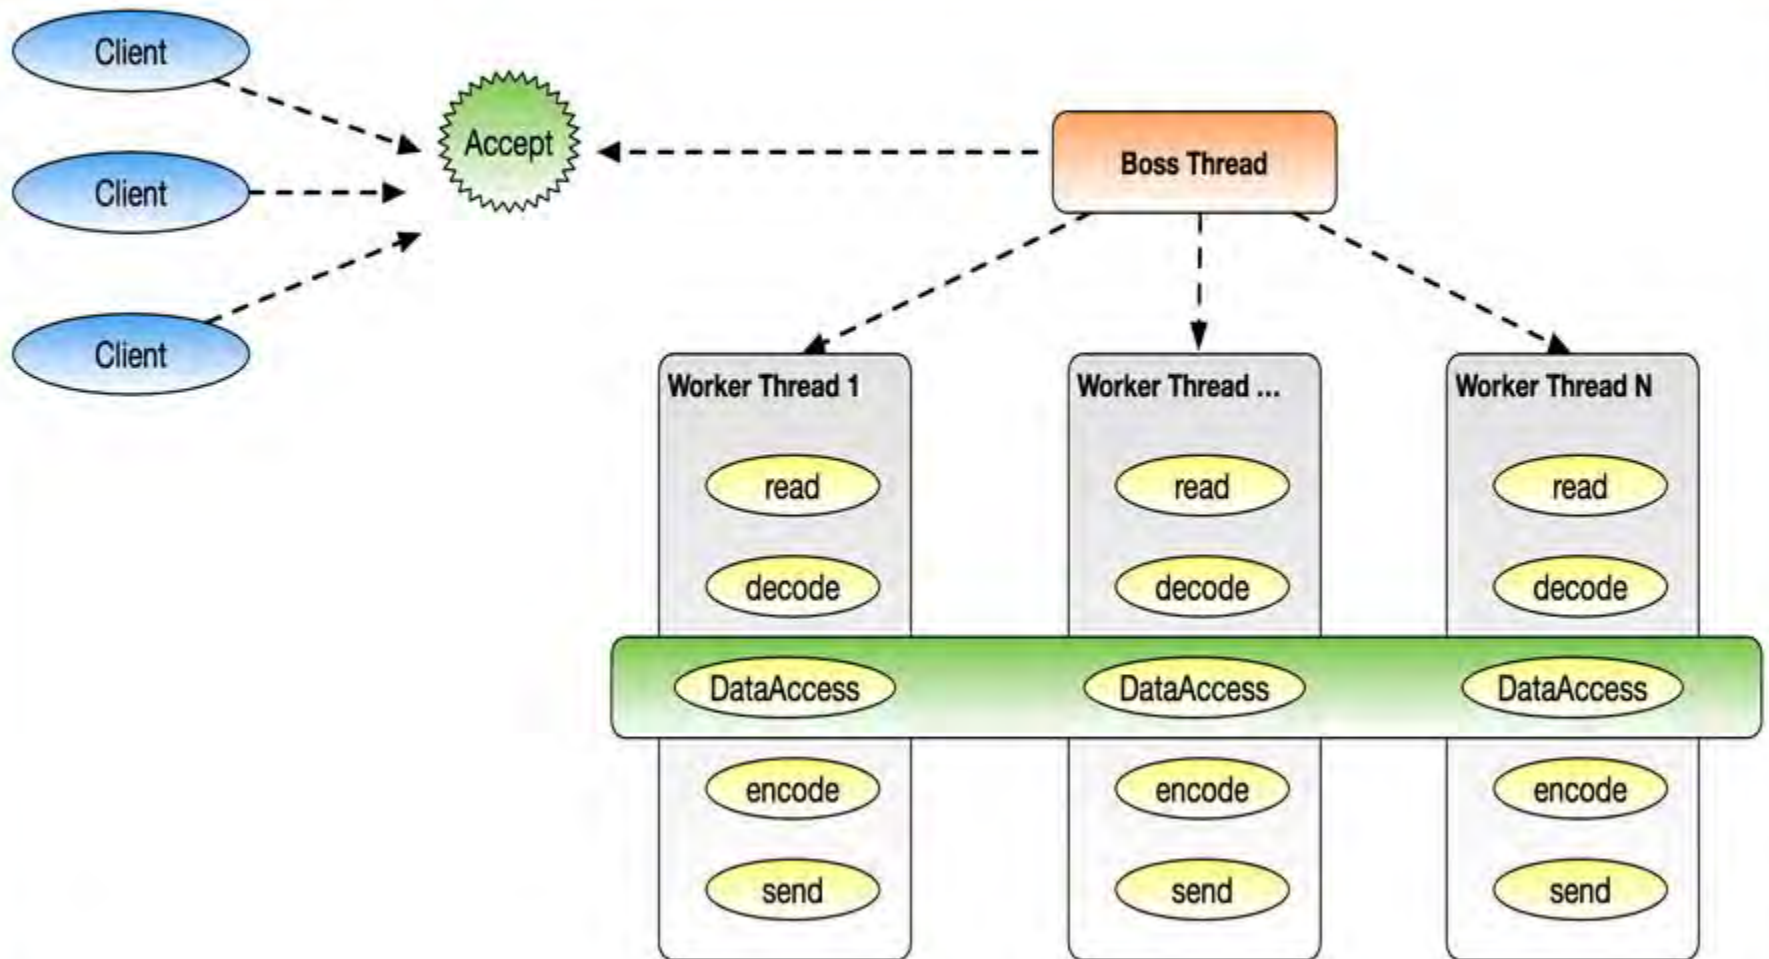 Client
Client
Client
Accept
Boss Thread
Worker Thread 1
read
decode
DataAccess
encode
send
Worker Thread ...
read
decode
DataAccess
encode
send
Worker Thread N
read
decode
DataAccess
encode
send